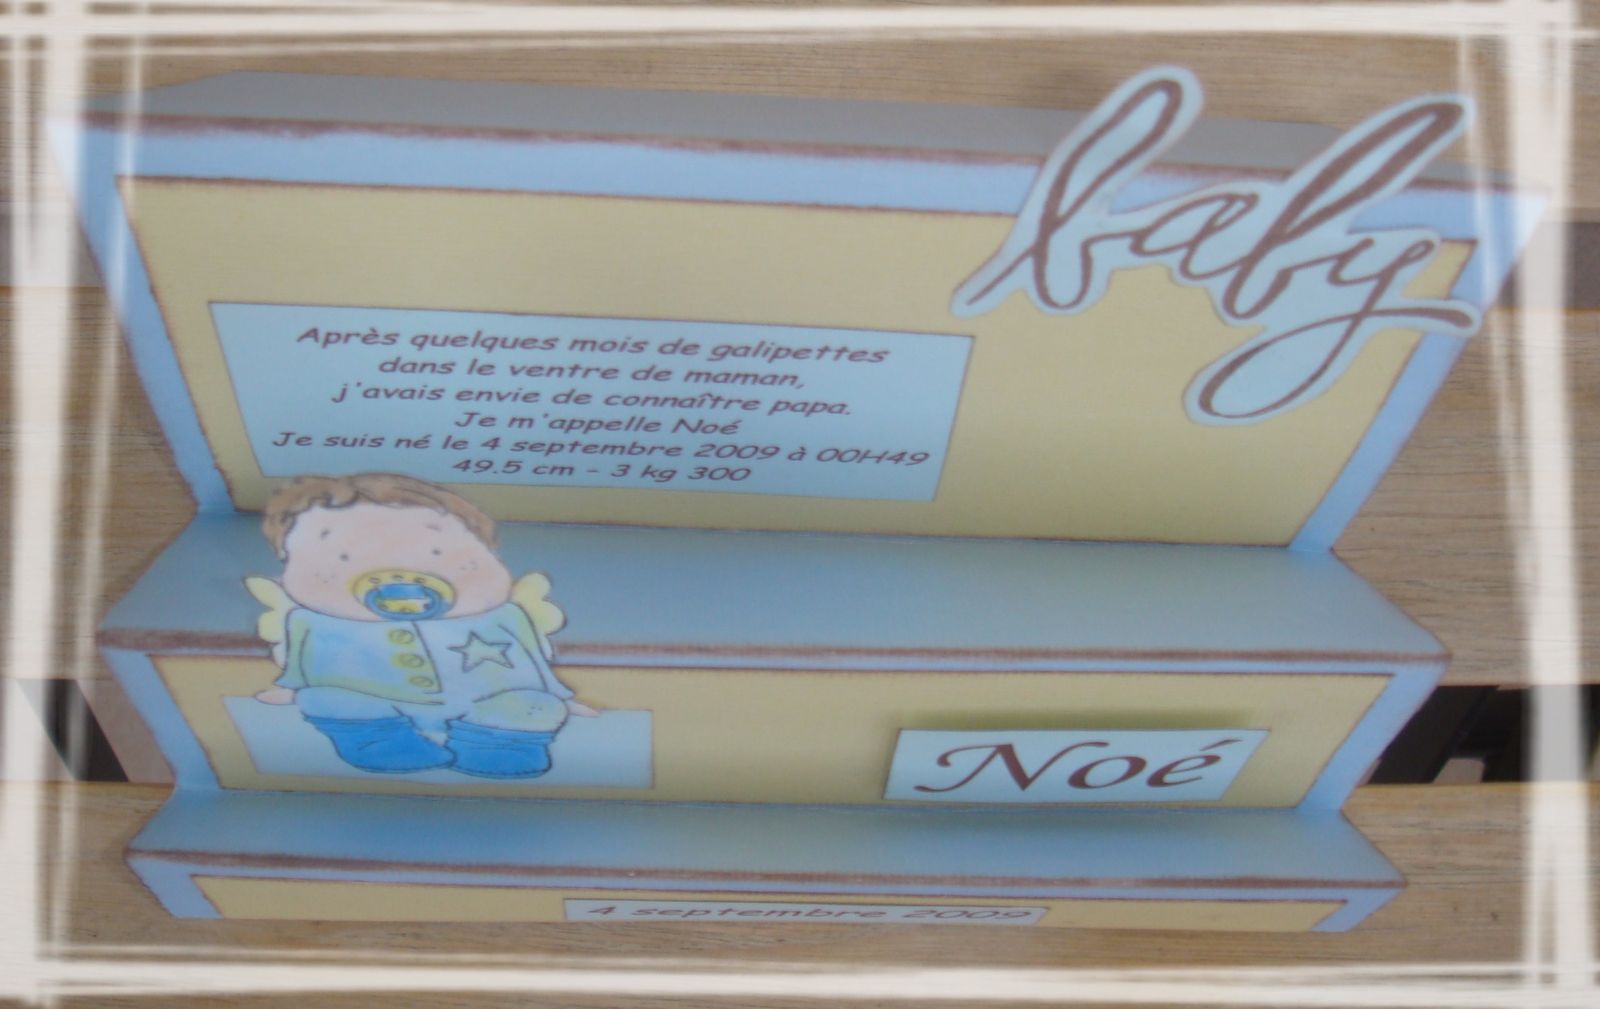 baby
Après quelques mois de galipettes
dans le ventre de maman,
j'avais envie de connaître papa.
Je m'appelle Noé
Je suis né le 4 septembre 2009 à 00H49
49.5 cm - 3 kg 300
Noé
4 septembre 2009